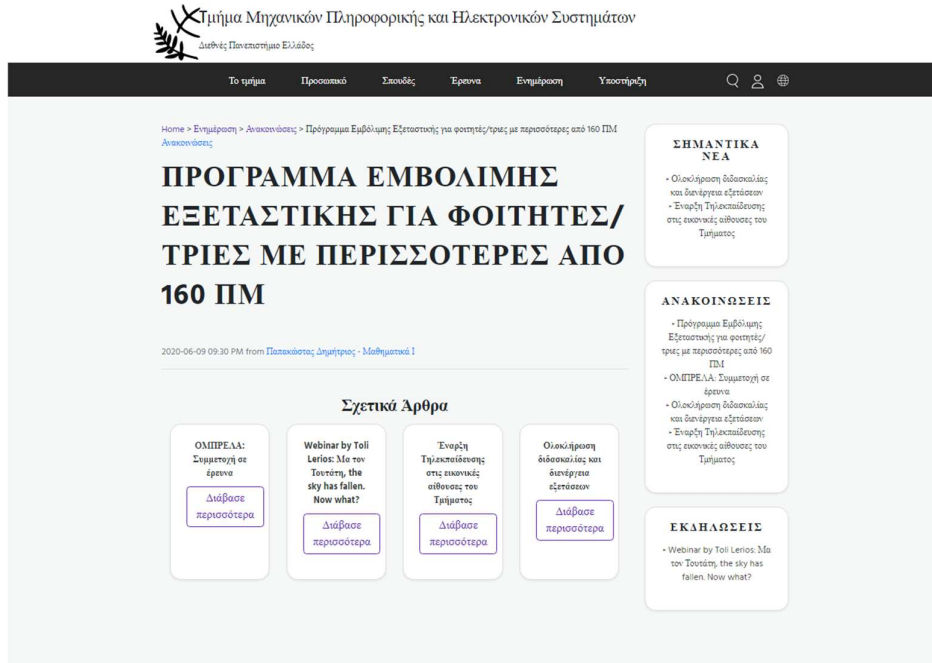 Τμήμα Μηχανικών Πληροφορικής και Ηλεκτρονικών Συστημάτων
Διεθνές Πανεπιστήμιο Ελλάδος
Το τμήμα Προσωπικό Σπουδές Έρευνα Ενημέρωση Υποστήριξη
Home > Ενημέρωση > Ανακοινώσεις > Πρόγραμμα Εμβόλιμης Εξεταστικής για φοιτητές/τριες με περισσότερες από 160 ΠΜ
Ανακοινώσεις
ΠΡΟΓΡΑΜΜΑ ΕΜΒΟΛΙΜΗΣ
ΕΞΕΤΑΣΤΙΚΗΣ ΓΙΑ ΦΟΙΤΗΤΕΣ/
ΤΡΙΕΣ ΜΕ ΠΕΡΙΣΣΟΤΕΡΕΣ ΑΠΟ
160 ΠΜ
2020-06-09 09:30 PM from Παπακώστας Δημήτριος - Μαθηματικά Ι
Σχετικά Άρθρα
ΟΜΠΡΕΛΑ:
Συμμετοχή σε
έρευνα
Διάβασε
περισσότερα
Webinar by Toli
Lerios: Μα τον
Τουτάτη, the
sky has fallen.
Now what?
Διάβασε
περισσότερα
Έναρξη
Τηλεκπαίδευσης
στις εικονικές
αίθουσες του
Τμήματος
Διάβασε
περισσότερα
Ολοκλήρωση
διδασκαλίας και
διενέργεια
εξετάσεων
Διάβασε
περισσότερα
ΣΗΜΑΝΤΙΚΑ
ΝΕΑ
• Ολοκλήρωση διδασκαλίας
και διενέργεια εξετάσεων
• Έναρξη Τηλεκπαίδευσης
στις εικονικές αίθουσες του
Τμήματος
ΑΝΑΚΟΙΝΩΣΕΙΣ
• Πρόγραμμα Εμβόλιμης
Εξεταστικής για φοιτητές/
τριες με περισσότερες από 160
ΠΜ
• ΟΜΠΡΕΛΑ: Συμμετοχή σε
έρευνα
• Ολοκλήρωση διδασκαλίας
και διενέργεια εξετάσεων
• Έναρξη Τηλεκπαίδευσης
στις εικονικές αίθουσες του
Τμήματος
ΕΚΔΗΛΩΣΕΙΣ
• Webinar by Toli Lerios: Μα
τον Τουτάτη, the sky has
fallen. Now what?